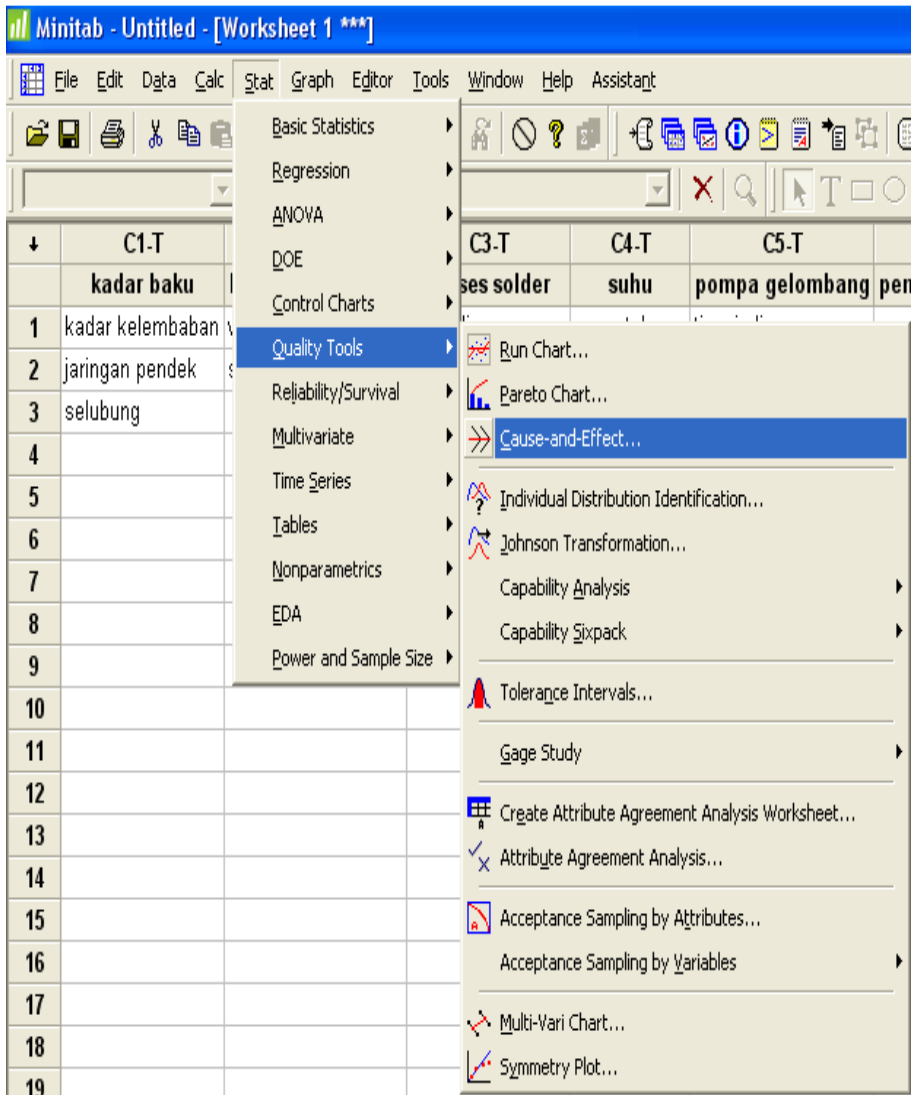 Minitab - Untitled - [Worksheet 1 ***]
File Edit Data Calc Stat Graph Editor Tools Window Help Assistant
Basic Statistics
Regression
ANOVA
DOE
Control Charts
Quality Tools
Reliability/Survival
Multivariate
Time Series
Tables
Nonparametrics
EDA
Power and Sample Size
Run Chart...
Pareto Chart...
Cause-and-Effect...
Individual Distribution Identification...
Johnson Transformation...
Capability Analysis
Capability Sixpack
Tolerance Intervals...
Gage Study
Create Attribute Agreement Analysis Worksheet...
Attribute Agreement Analysis...
Acceptance Sampling by Attributes...
Acceptance Sampling by Variables
Multi-Vari Chart...
Symmetry Plot...
C1-T C3-T C4-T C5-T
kadar baku ses solder suhu pompa gelombang pen
1 kadar kelembaban
2 jaringan pendek
3 selubung
4
5
6
7
8
9
10
11
12
13
14
15
16
17
18
19